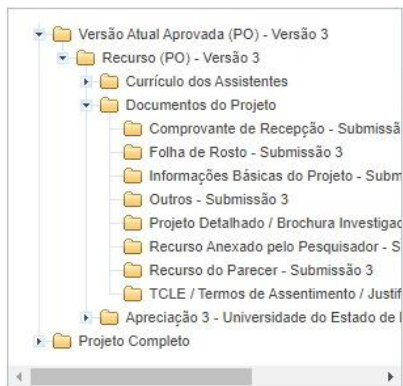 Versão Atual Aprovada (PO) - Versão 3
Recurso (PO) - Versão 3
Currículo dos Assistentes
Documentos do Projeto
Comprovante de Recepção - Submissã
Folha de Rosto - Submissão 3
Informações Básicas do Projeto - Subm
Outros - Submissão 3
Projeto Detalhado / Brochura Investigad
Recurso Anexado pelo Pesquisador - S
Recurso do Parecer - Submissão 3
TCLE / Termos de Assentimento / Justif
Apreciação 3 - Universidade do Estado de
Projeto Completo